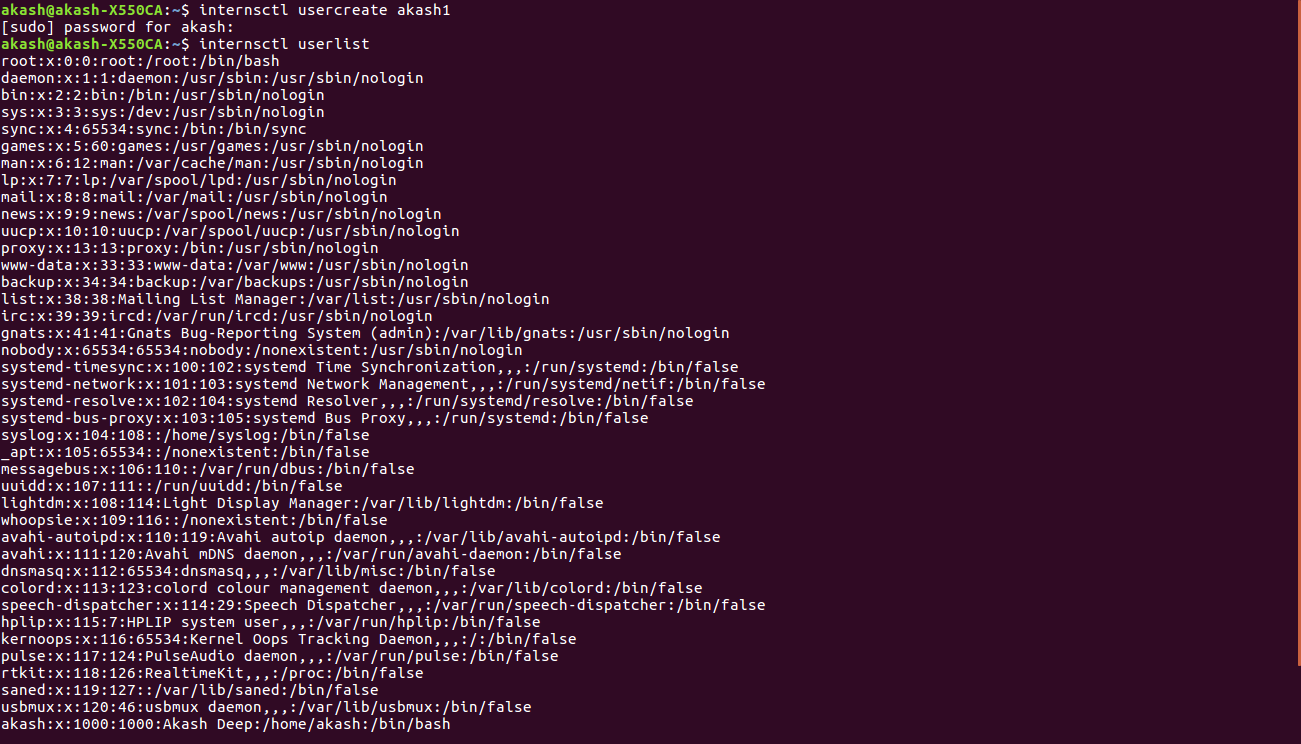 akash@akash-X550CA:~$ internsctl usercreate akash1
[sudo] password for akash:
akash@akash-X550CA:~$ internsctl userlist
root:x:0:0:root:/root:/bin/bash
daemon:x:1:1:daemon:/usr/sbin:/usr/sbin/nologin
bin:x:2:2:bin:/bin:/usr/sbin/nologin
sys:x:3:3:sys:/dev:/usr/sbin/nologin
sync:x:4:65534:sync:/bin:/bin/sync
games:x:5:60:games:/usr/games:/usr/sbin/nologin
man:x:6:12:man:/var/cache/man:/usr/sbin/nologin
lp:x:7:7:lp:/var/spool/lpd:/usr/sbin/nologin
mail:x:8:8:mail:/var/mail:/usr/sbin/nologin
news:x:9:9:news:/var/spool/news:/usr/sbin/nologin
uucp:x:10:10:uucp:/var/spool/uucp:/usr/sbin/nologin
proxy:x:13:13:proxy:/bin:/usr/sbin/nologin
www-data:x:33:33:www-data:/var/www:/usr/sbin/nologin
backup:x:34:34:backup:/var/backups:/usr/sbin/nologin
list:x:38:38:Mailing List Manager:/var/list:/usr/sbin/nologin
irc:x:39:39:ircd:/var/run/ircd:/usr/sbin/nologin
gnats:x:41:41:Gnats Bug-Reporting System (admin):/var/lib/gnats:/usr/sbin/nologin
nobody:x:65534:65534:nobody:/nonexistent:/usr/sbin/nologin
systemd-timesync:x:100:102:systemd Time Synchronization,,,:/run/systemd:/bin/false
systemd-network:x:101:103:systemd Network Management,,,:/run/systemd/netif:/bin/false
systemd-resolve:x:102:104:systemd Resolver,,,:/run/systemd/resolve:/bin/false
systemd-bus-proxy:x:103:105:systemd Bus Proxy,,,:/run/systemd:/bin/false
syslog:x:104:108::/home/syslog:/bin/false
_apt:x:105:65534::/nonexistent:/bin/false
messagebus:x:106:110::/var/run/dbus:/bin/false
uuidd:x:107:111::/run/uuidd:/bin/false
lightdm:x:108:114:Light Display Manager:/var/lib/lightdm:/bin/false
whoopsie:x:109:116::/nonexistent:/bin/false
avahi-autoipd:x:110:119:Avahi autoip daemon,,,:/var/lib/avahi-autoipd:/bin/false
avahi:x:111:120:Avahi mDNS daemon,,,:/var/run/avahi-daemon:/bin/false
dnsmasq:x:112:65534:dnsmasq,,,:/var/lib/misc:/bin/false
colord:x:113:123:colord colour management daemon,,,:/var/lib/colord:/bin/false
speech-dispatcher:x:114:29:Speech Dispatcher,,,:/var/run/speech-dispatcher:/bin/false
hplip:x:115:7:HPLIP system user,,,:/var/run/hplip:/bin/false
kernoops:x:116:65534:Kernel Oops Tracking Daemon,,,:/:/bin/false
pulse:x:117:124:PulseAudio daemon,,,:/var/run/pulse:/bin/false
rtkit:x:118:126:RealtimeKit,,,:/proc:/bin/false
saned:x:119:127::/var/lib/saned:/bin/false
usbmux:x:120:46:usbmux daemon,,,:/var/lib/usbmux:/bin/false
akash:x:1000:1000:Akash Deep:/home/akash:/bin/bash